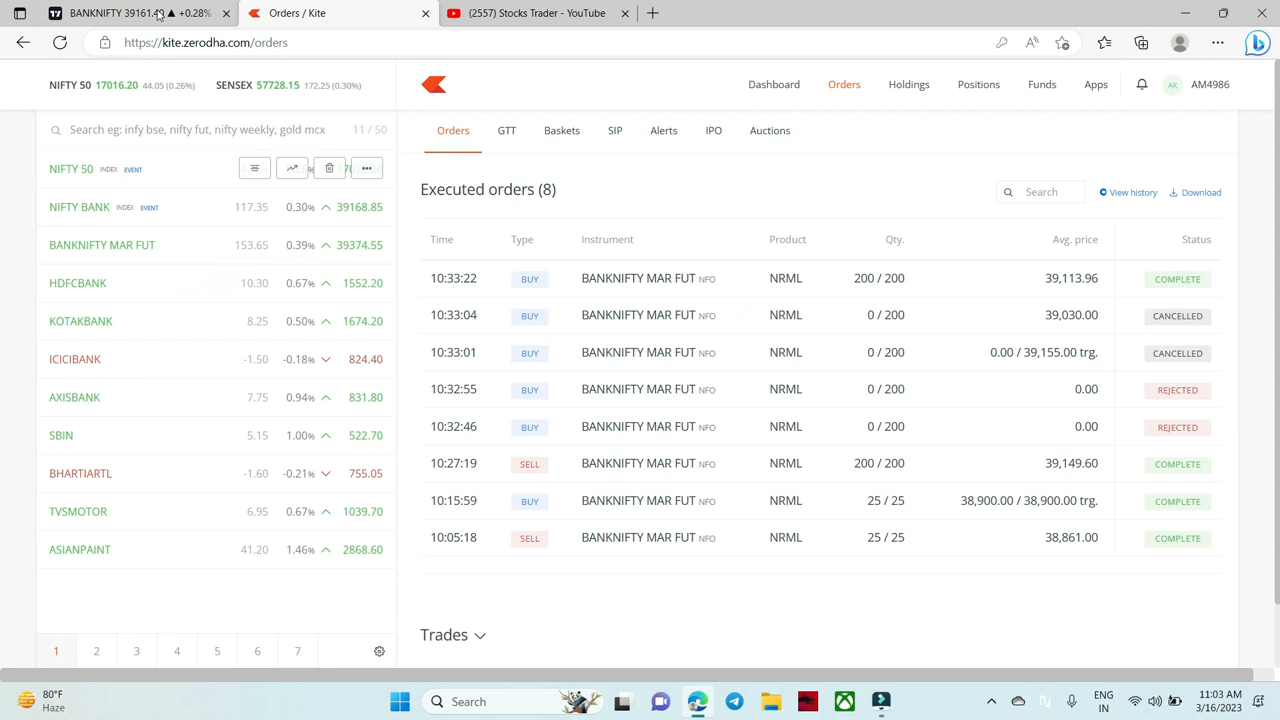 BANKNIFTY 39161.40 ▲ +0.28%
Orders / Kite
(2557) Stocks Trader - YouTube
https://kite.zerodha.com/orders
NIFTY 50 17016.20 44.05 (0.26%) SENSEX 57728.15 172.25 (0.30%)
Dashboard Orders Holdings Positions Funds Apps AK AM4986
Search eg: infy bse, nifty fut, nifty weekly, gold mcx 11 / 50
Orders GTT Baskets SIP Alerts IPO Auctions
NIFTY 50 INDEX EVENT
NIFTY BANK INDEX EVENT 117.35 0.30% 39168.85
BANKNIFTY MAR FUT 153.65 0.39% 39374.55
HDFCBANK 10.30 0.67% 1552.20
KOTAKBANK 8.25 0.50% 1674.20
ICICIBANK -1.50 -0.18% 824.40
AXISBANK 7.75 0.94% 831.80
SBIN 5.15 1.00% 522.70
BHARTIARTL -1.60 -0.21% 755.05
TVSMOTOR 6.95 0.67% 1039.70
ASIANPAINT 41.20 1.46% 2868.60
1 2 3 4 5 6 7
Executed orders (8)
Search View history Download
Time Type Instrument Product Qty. Avg. price Status
10:33:22 BUY BANKNIFTY MAR FUT NFO NRML 200 / 200 39,113.96 COMPLETE
10:33:04 BUY BANKNIFTY MAR FUT NFO NRML 0 / 200 39,030.00 CANCELLED
10:33:01 BUY BANKNIFTY MAR FUT NFO NRML 0 / 200 0.00 / 39,155.00 trg. CANCELLED
10:32:55 BUY BANKNIFTY MAR FUT NFO NRML 0 / 200 0.00 REJECTED
10:32:46 BUY BANKNIFTY MAR FUT NFO NRML 0 / 200 0.00 REJECTED
10:27:19 SELL BANKNIFTY MAR FUT NFO NRML 200 / 200 39,149.60 COMPLETE
10:15:59 BUY BANKNIFTY MAR FUT NFO NRML 25 / 25 38,900.00 / 38,900.00 trg. COMPLETE
10:05:18 SELL BANKNIFTY MAR FUT NFO NRML 25 / 25 38,861.00 COMPLETE
Trades
80°F
Haze
Search
ENG
IN
11:03 AM
3/16/2023